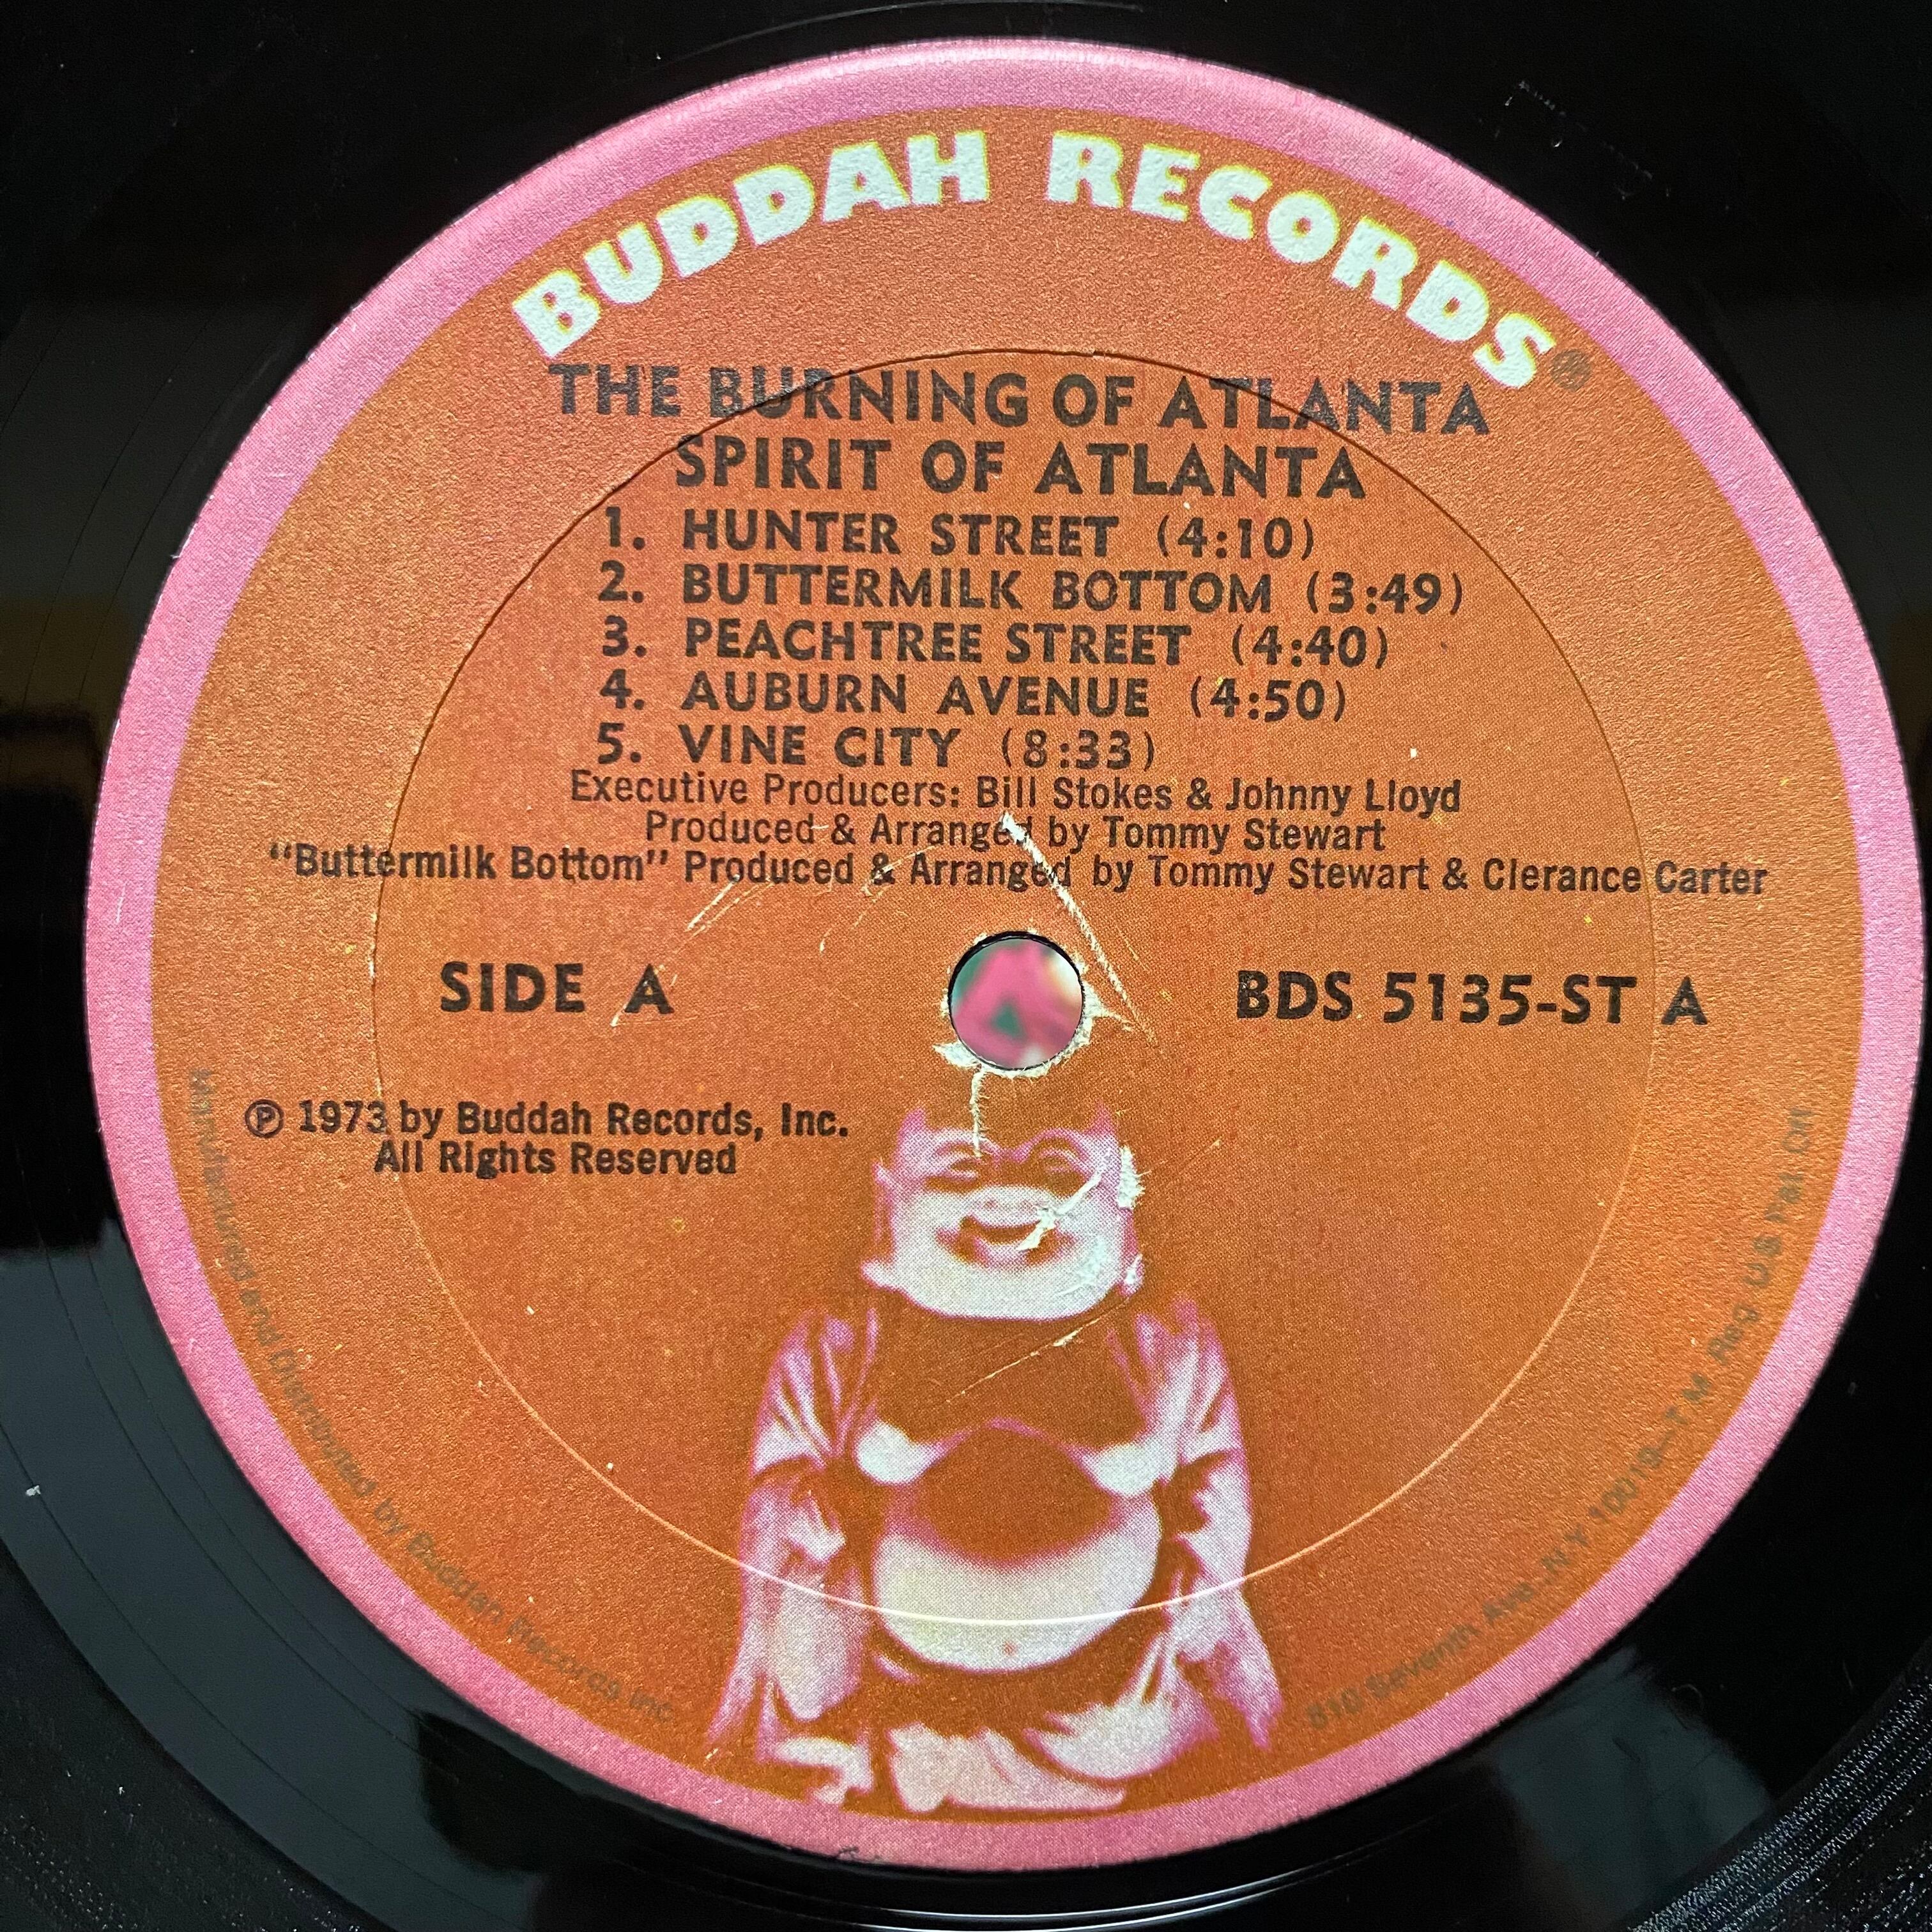 BUDDAH RECORDS®
THE BURNING OF ATLANTA
SPIRIT OF ATLANTA
1. HUNTER STREET (4:10)
2. BUTTERMILK BOTTOM (3:49)
3. PEACHTREE STREET (4:40)
4. AUBURN AVENUE (4:50)
5. VINE CITY (8:33)
Executive Producers: Bill Stokes & Johnny Lloyd
Produced & Arranged by Tommy Stewart
"Buttermilk Bottom" Produced & Arranged by Tommy Stewart & Clerance Carter
SIDE A
BDS 5135-ST A
℗ 1973 by Buddah Records, Inc.
All Rights Reserved
Manufactured and Distributed by Buddah Records Inc.
810 Seventh Ave., N.Y. 10019—T M Reg U S Pat Off